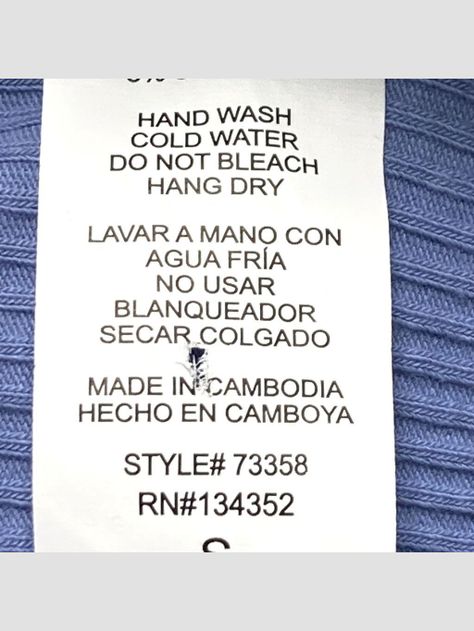 HAND WASH
COLD WATER
DO NOT BLEACH
HANG DRY
LAVAR A MANO CON
AGUA FRÍA
NO USAR
BLANQUEADOR
SECAR COLGADO
MADE IN CAMBODIA
HECHO EN CAMBOYA
STYLE# 73358
RN#134352